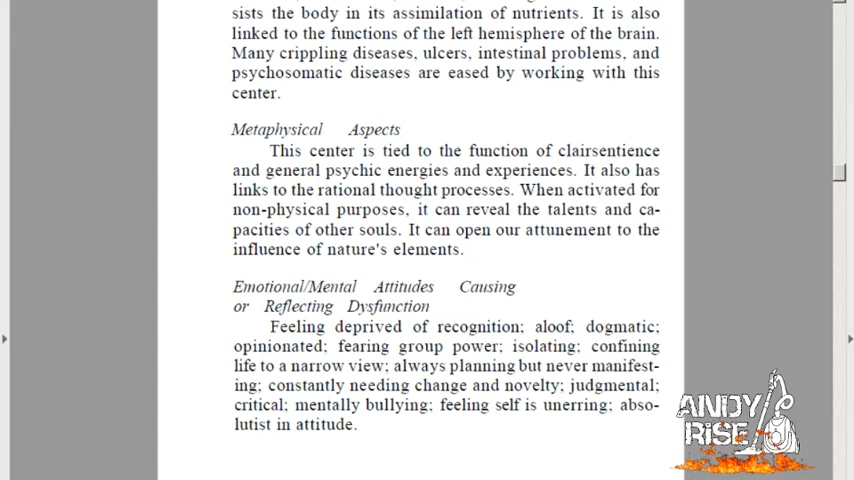 sists the body in its assimilation of nutrients. It is also
linked to the functions of the left hemisphere of the brain.
Many crippling diseases, ulcers, intestinal problems, and
psychosomatic diseases are eased by working with this
center.
Metaphysical Aspects
This center is tied to the function of clairsentience
and general psychic energies and experiences. It also has
links to the rational thought processes. When activated for
non-physical purposes, it can reveal the talents and ca-
pacities of other souls. It can open our attunement to the
influence of nature's elements.
Emotional/Mental Attitudes Causing
or Reflecting Dysfunction
Feeling deprived of recognition; aloof; dogmatic;
opinionated; fearing group power; isolating; confining
life to a narrow view; always planning but never manifest-
ing; constantly needing change and novelty; judgmental;
critical; mentally bullying; feeling self is unerring; abso-
lutist in attitude.
ANDY
RISE